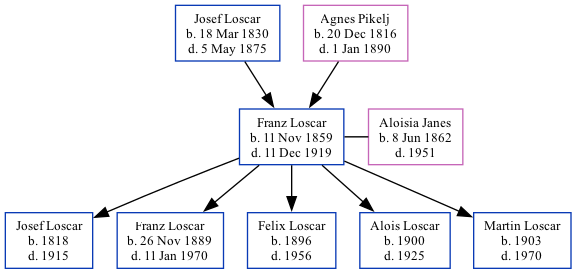 Josef Loscar
b. 18 Mar 1830
d. 5 May 1875
Agnes Pikelj
b. 20 Dec 1816
d. 1 Jan 1890
Franz Loscar
b. 11 Nov 1859
d. 11 Dec 1919
Aloisia Janes
b. 8 Jun 1862
d. 1951
Josef Loscar
b. 1818
d. 1915
Franz Loscar
b. 26 Nov 1889
d. 11 Jan 1970
Felix Loscar
b. 1896
d. 1956
Alois Loscar
b. 1900
d. 1925
Martin Loscar
b. 1903
d. 1970